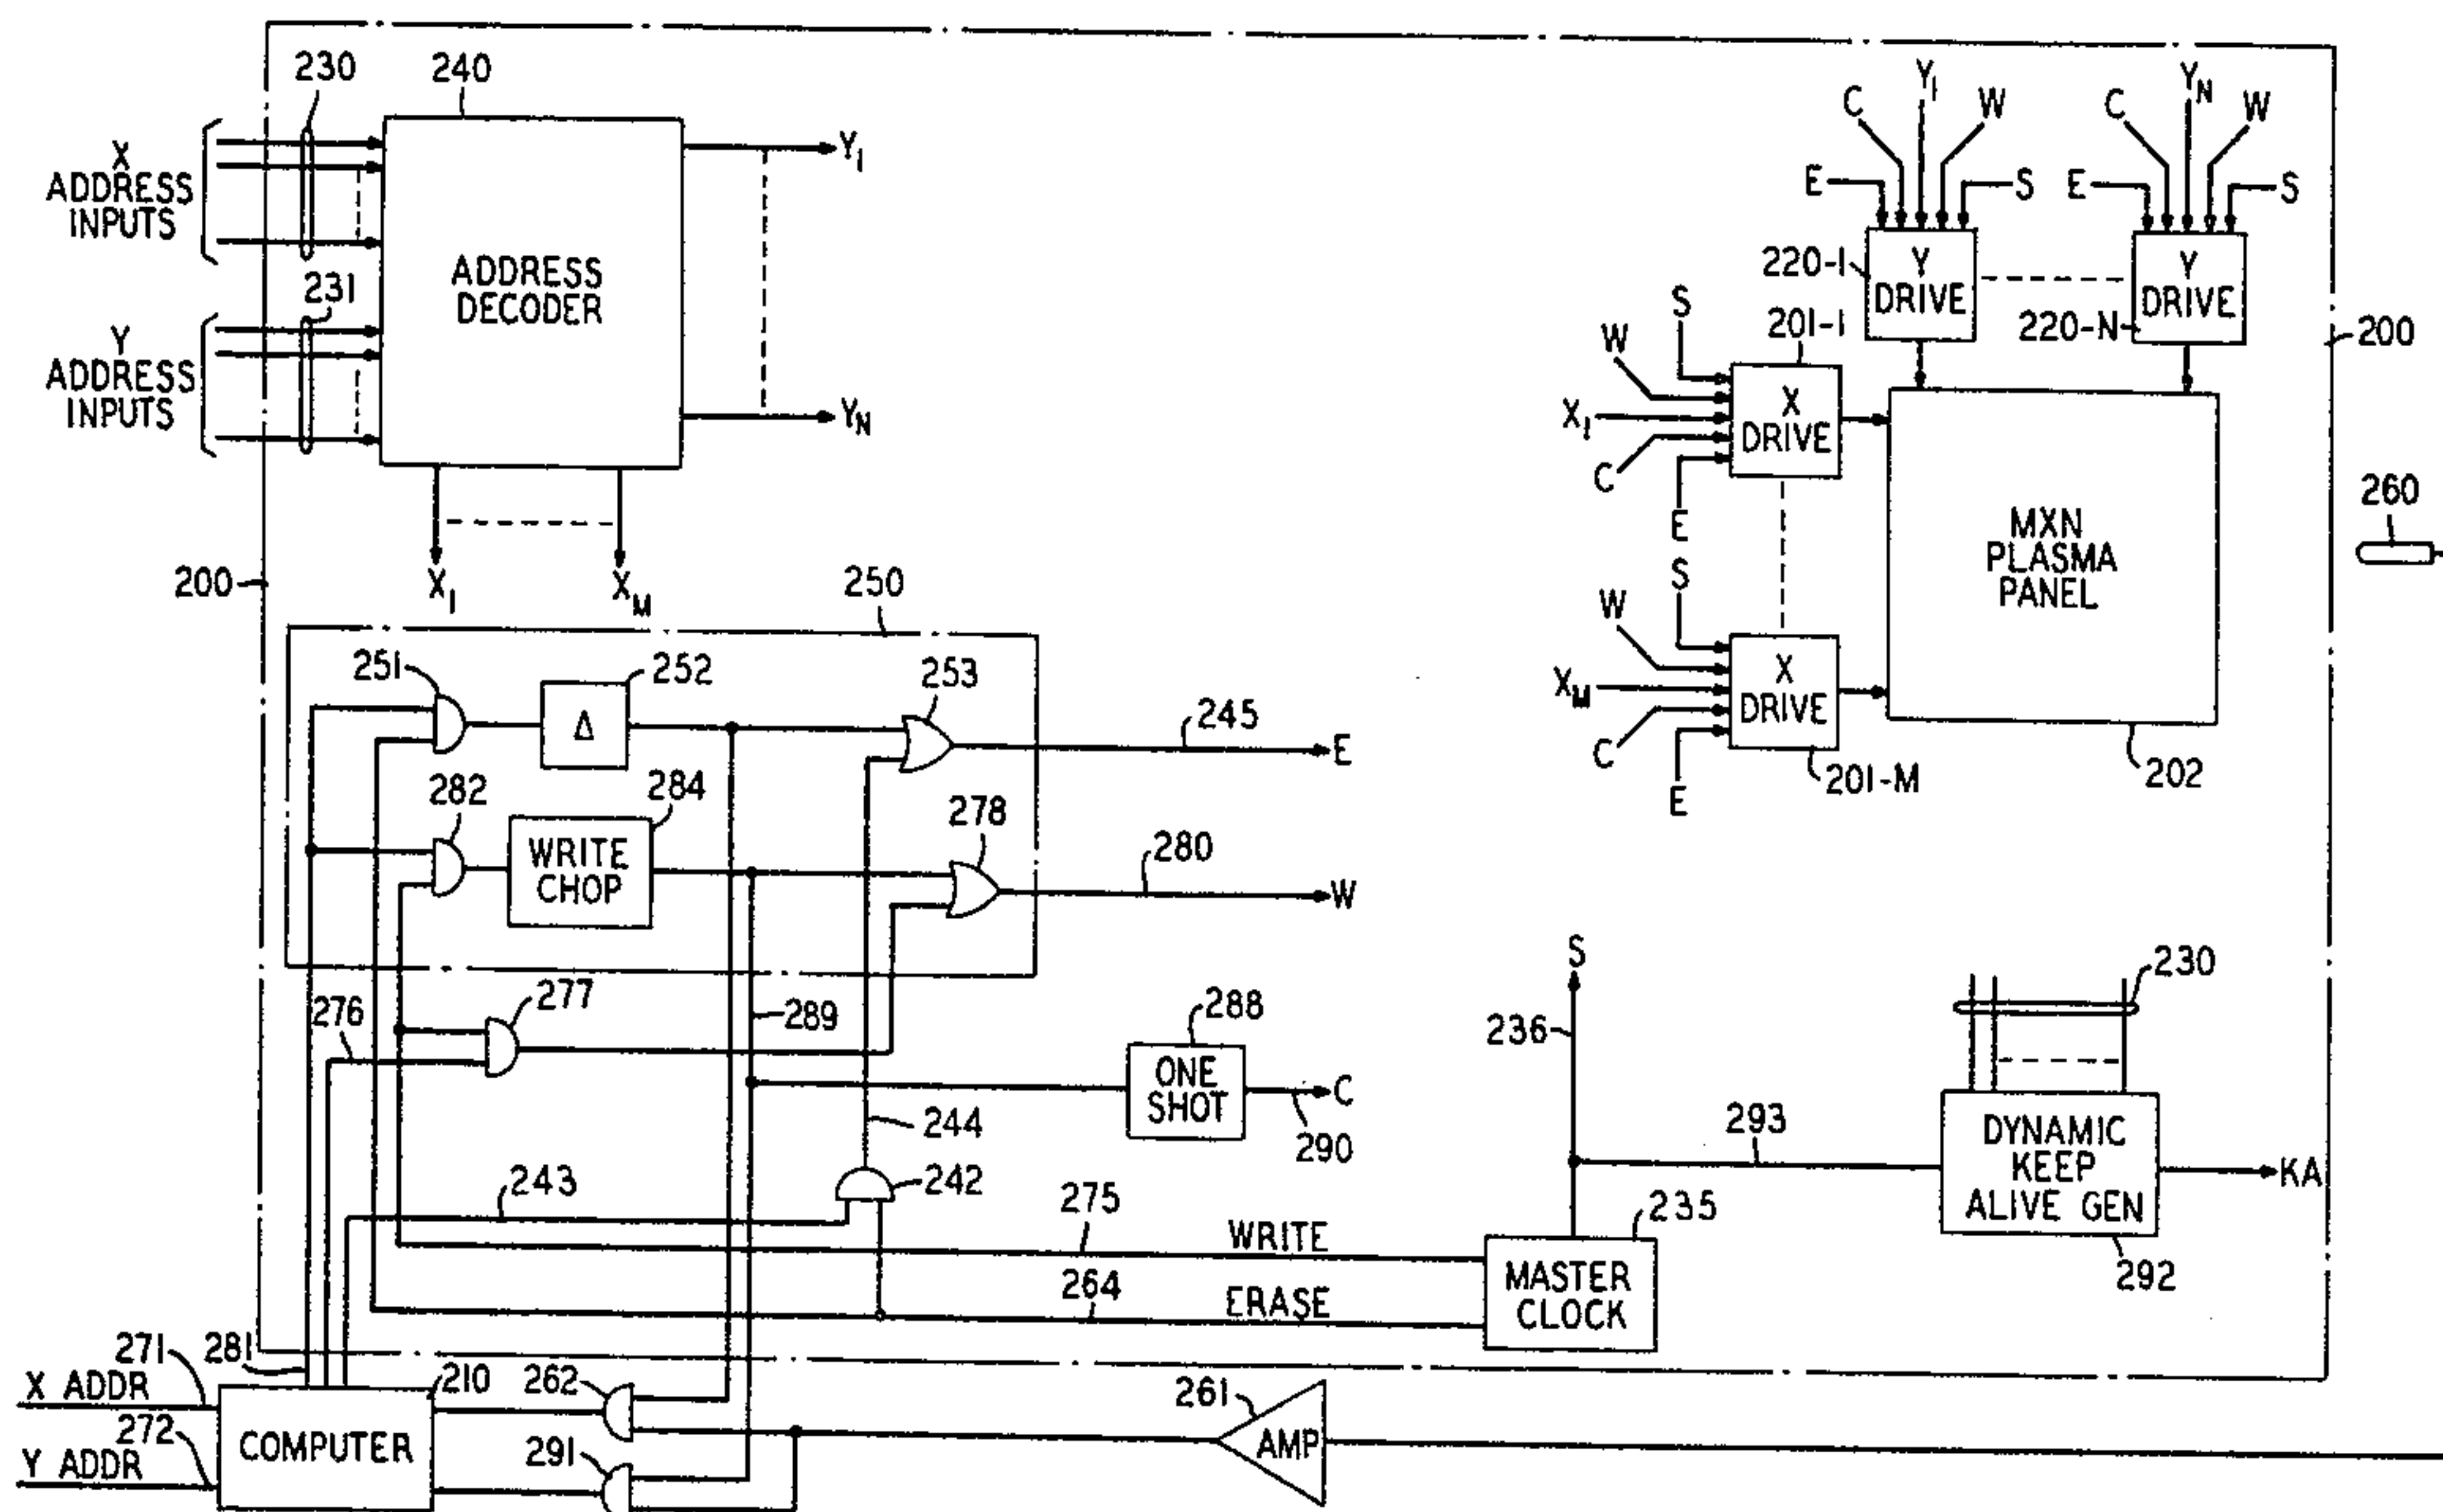 230
240
X
ADDRESS
INPUTS
231
Y
ADDRESS
INPUTS
ADDRESS
DECODER
Y1
YN
X1
XM
200
C
Y1
W
E
S
C
YN
W
E
S
220-1
Y
DRIVE
220-N
Y
DRIVE
200
S
201-1
W
X1
C
E
X
DRIVE
S
W
XM
C
E
X
DRIVE
201-M
MXN
PLASMA
PANEL
202
260
250
251
252
Δ
253
245
E
282
284
WRITE
CHOP
278
280
W
276
277
289
288
ONE
SHOT
C
290
244
242
243
275
WRITE
264
ERASE
S
236
293
235
MASTER
CLOCK
230
DYNAMIC
KEEP
ALIVE GEN
KA
292
271
281
X ADDR
272
Y ADDR
210
COMPUTER
262
291
261
AMP